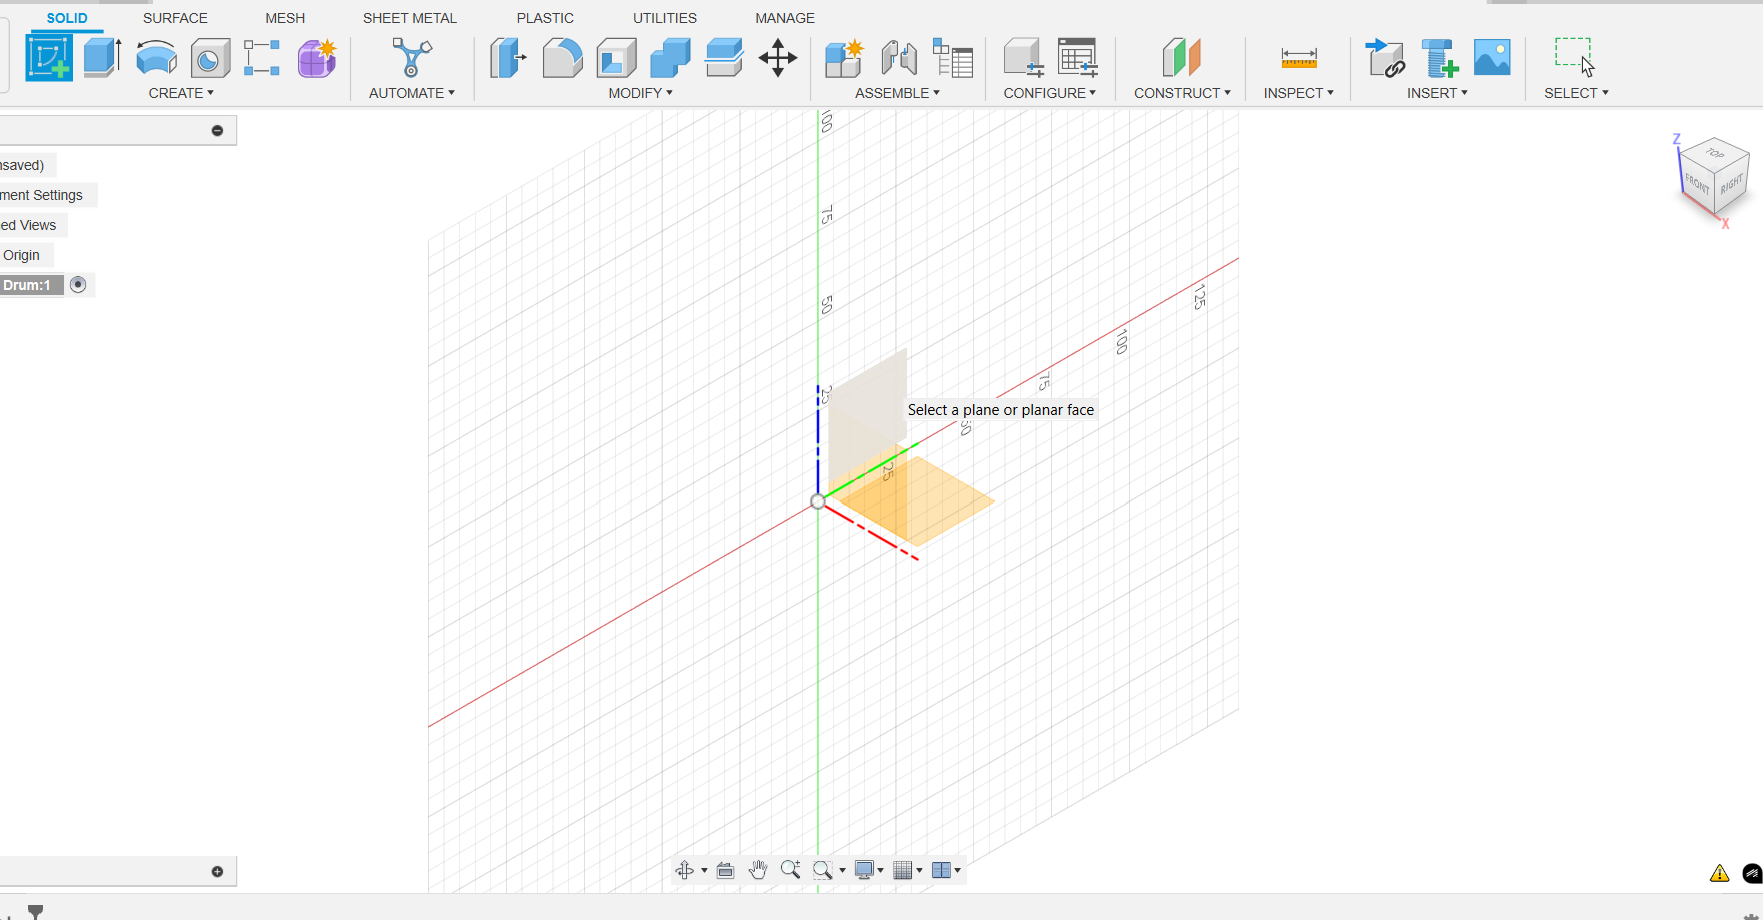 SOLID SURFACE MESH SHEET METAL PLASTIC UTILITIES MANAGE
CREATE AUTOMATE MODIFY ASSEMBLE CONFIGURE CONSTRUCT INSPECT INSERT SELECT
nsaved)
ment Settings
ed Views
Origin
Drum:1
Z
TOP
FRONT
RIGHT
X
100
75
50
25
125
100
75
50
25
Select a plane or planar face